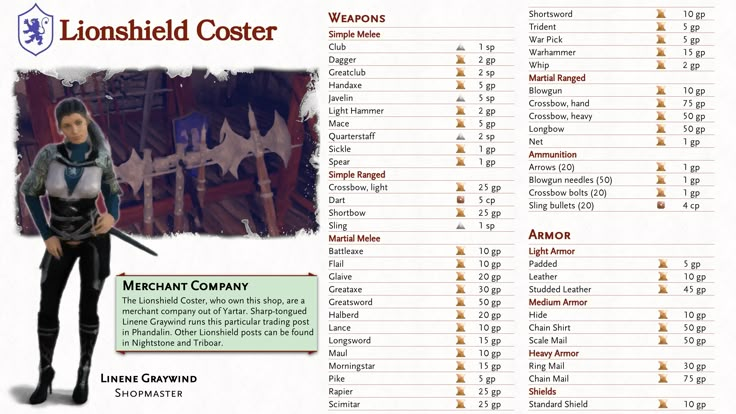 Lionshield Coster
Merchant Company
The Lionshield Coster, who own this shop, are a
merchant company out of Yartar. Sharp-tongued
Linene Graywind runs this particular trading post
in Phandalin. Other Lionshield posts can be found
in Nightstone and Triboar.
Linene Graywind
Shopmaster
Weapons
Simple Melee
Club 1 sp
Dagger 2 gp
Greatclub 2 sp
Handaxe 5 gp
Javelin 5 sp
Light Hammer 2 gp
Mace 5 gp
Quarterstaff 2 sp
Sickle 1 gp
Spear 1 gp
Simple Ranged
Crossbow, light 25 gp
Dart 5 cp
Shortbow 25 gp
Sling 1 sp
Martial Melee
Battleaxe 10 gp
Flail 10 gp
Glaive 20 gp
Greataxe 30 gp
Greatsword 50 gp
Halberd 20 gp
Lance 10 gp
Longsword 15 gp
Maul 10 gp
Morningstar 15 gp
Pike 5 gp
Rapier 25 gp
Scimitar 25 gp
Shortsword 10 gp
Trident 5 gp
War Pick 5 gp
Warhammer 15 gp
Whip 2 gp
Martial Ranged
Blowgun 10 gp
Crossbow, hand 75 gp
Crossbow, heavy 50 gp
Longbow 50 gp
Net 1 gp
Ammunition
Arrows (20) 1 gp
Blowgun needles (50) 1 gp
Crossbow bolts (20) 1 gp
Sling bullets (20) 4 cp
Armor
Light Armor
Padded 5 gp
Leather 10 gp
Studded Leather 45 gp
Medium Armor
Hide 10 gp
Chain Shirt 50 gp
Scale Mail 50 gp
Heavy Armor
Ring Mail 30 gp
Chain Mail 75 gp
Shields
Standard Shield 10 gp